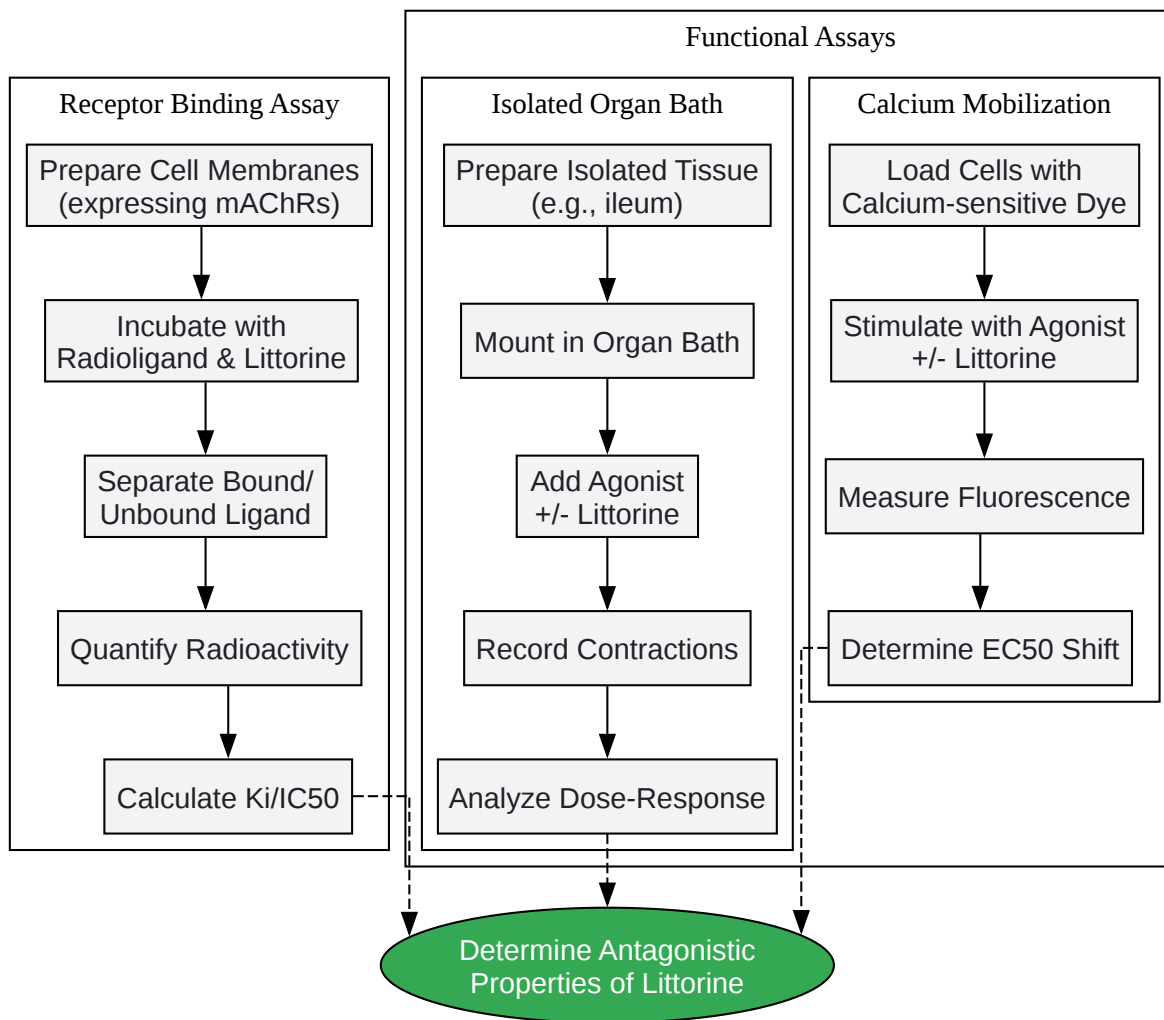 Functional Assays
Receptor Binding Assay
Prepare Cell Membranes
(expressing mAChRs)
Incubate with
Radioligand & Littorine
Separate Bound/
Unbound Ligand
Quantify Radioactivity
Calculate Ki/IC50
Isolated Organ Bath
Prepare Isolated Tissue
(e.g., ileum)
Mount in Organ Bath
Add Agonist
+/- Littorine
Record Contractions
Analyze Dose-Response
Calcium Mobilization
Load Cells with
Calcium-sensitive Dye
Stimulate with Agonist
+/- Littorine
Measure Fluorescence
Determine EC50 Shift
Determine Antagonistic
Properties of Littorine